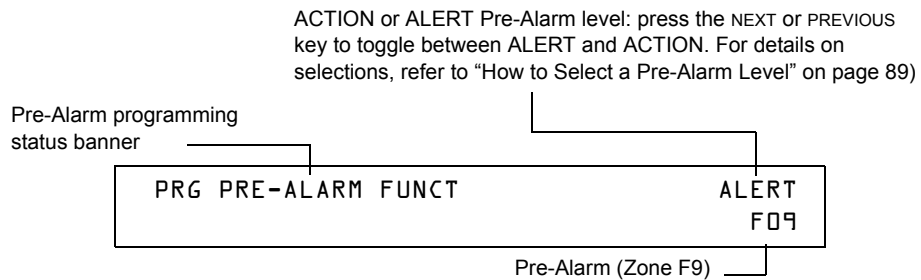 ACTION or ALERT Pre-Alarm level: press the NEXT or PREVIOUS
key to toggle between ALERT and ACTION. For details on
selections, refer to “How to Select a Pre-Alarm Level” on page 89)
Pre-Alarm programming
status banner
PRG PRE-ALARM FUNCT ALERT
F09
Pre-Alarm (Zone F9)